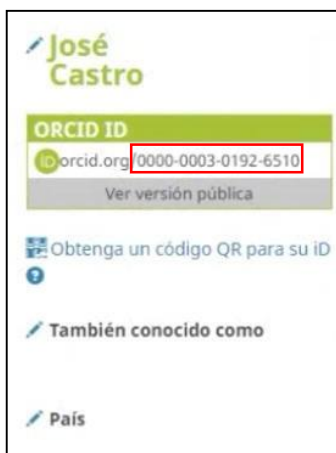 José
Castro
ORCID ID
iD orcid.org/0000-0003-0192-6510
Ver versión pública
Obtenga un código QR para su iD
?
También conocido como
País